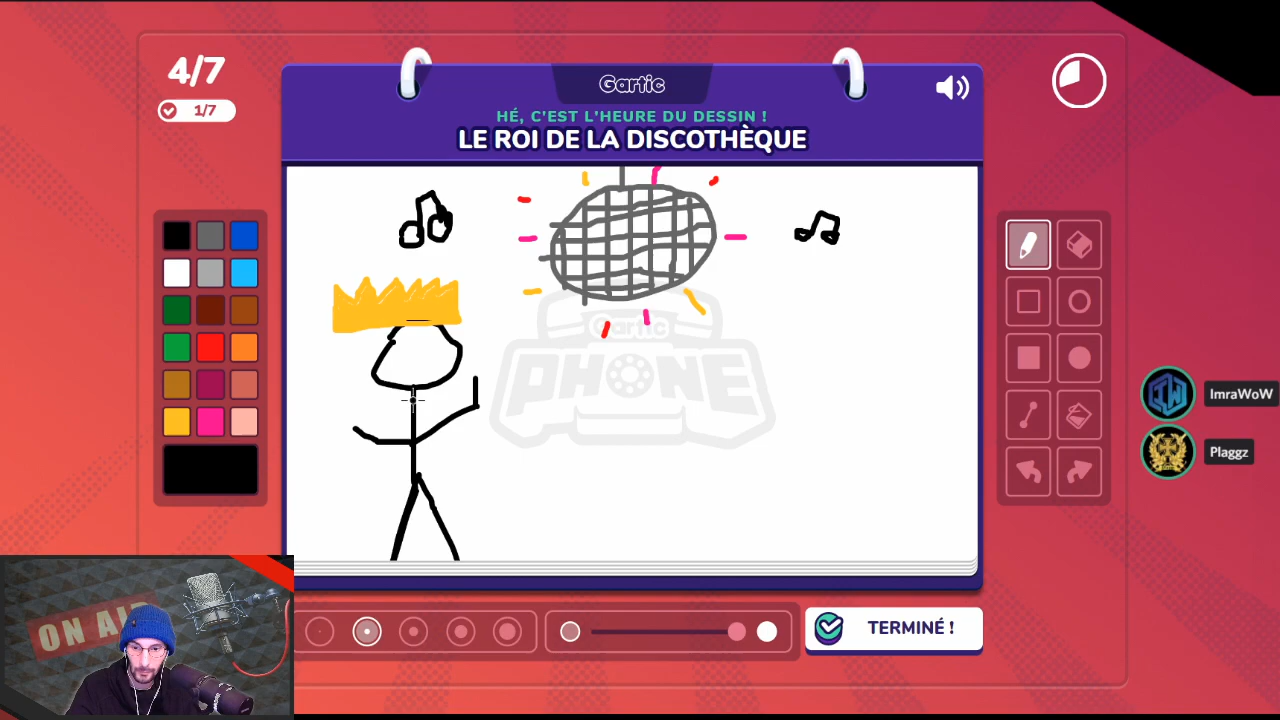 4/7
1/7
Gartic
HÉ, C'EST L'HEURE DU DESSIN !
LE ROI DE LA DISCOTHÈQUE
Gartic
PHONE
ImraWoW
Plaggz
TERMINÉ !
ON AI